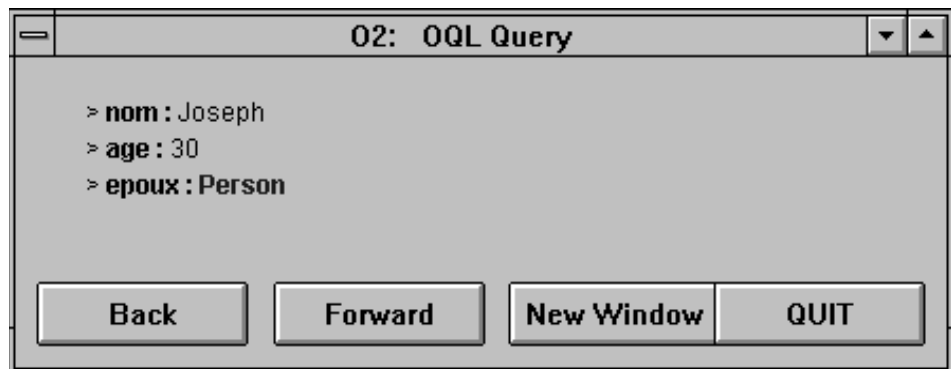 O2: OQL Query
> nom : Joseph
> age : 30
> epoux : Person
Back Forward New Window QUIT